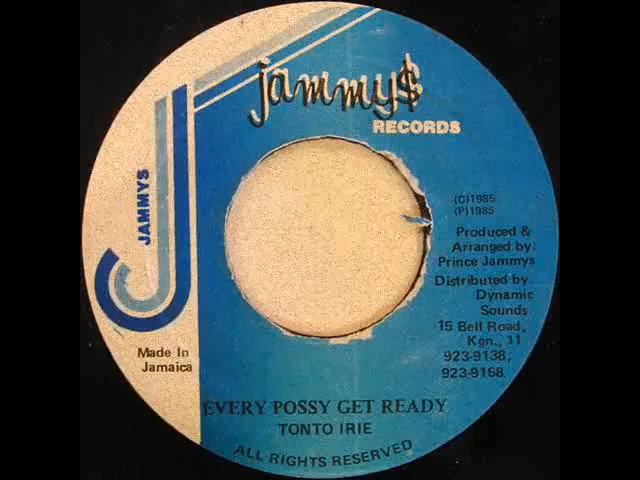 jammy$
RECORDS
JAMMYS
(C)1985
(P)1985
Produced &
Arranged by:
Prince Jammys
Distributed by
Dynamic
Sounds
15 Bell Road,
Kgn., 11
923-9138,
923-9168
Made In
Jamaica
EVERY POSSY GET READY
TONTO IRIE
ALL RIGHTS RESERVED